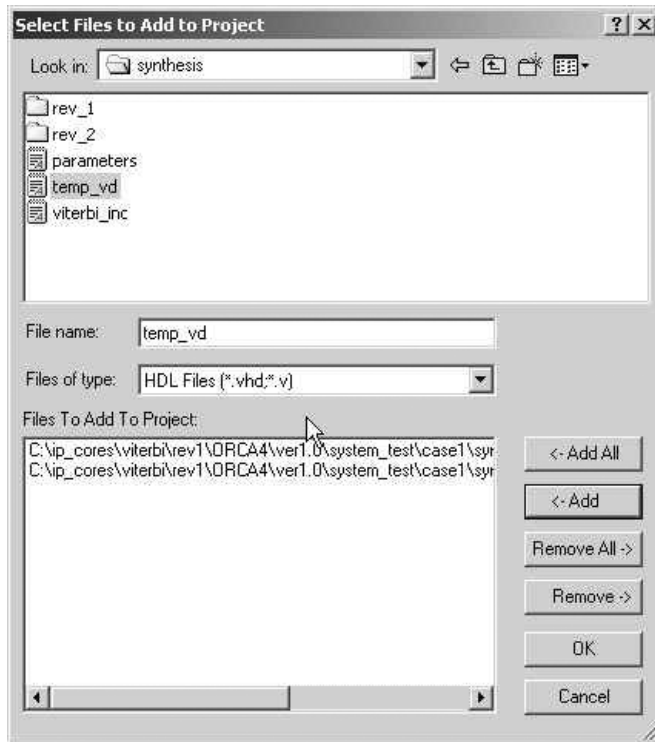 Select Files to Add to Project
Look in: synthesis
rev_1
rev_2
parameters
temp_vd
viterbi_inc
File name: temp_vd
Files of type: HDL Files (*.vhd;*.v)
Files To Add To Project:
C:\ip_cores\viterbi\rev1\ORCA4\ver1.0\system_test\case1\syr
C:\ip_cores\viterbi\rev1\ORCA4\ver1.0\system_test\case1\syr
<- Add All
<- Add
Remove All ->
Remove ->
OK
Cancel